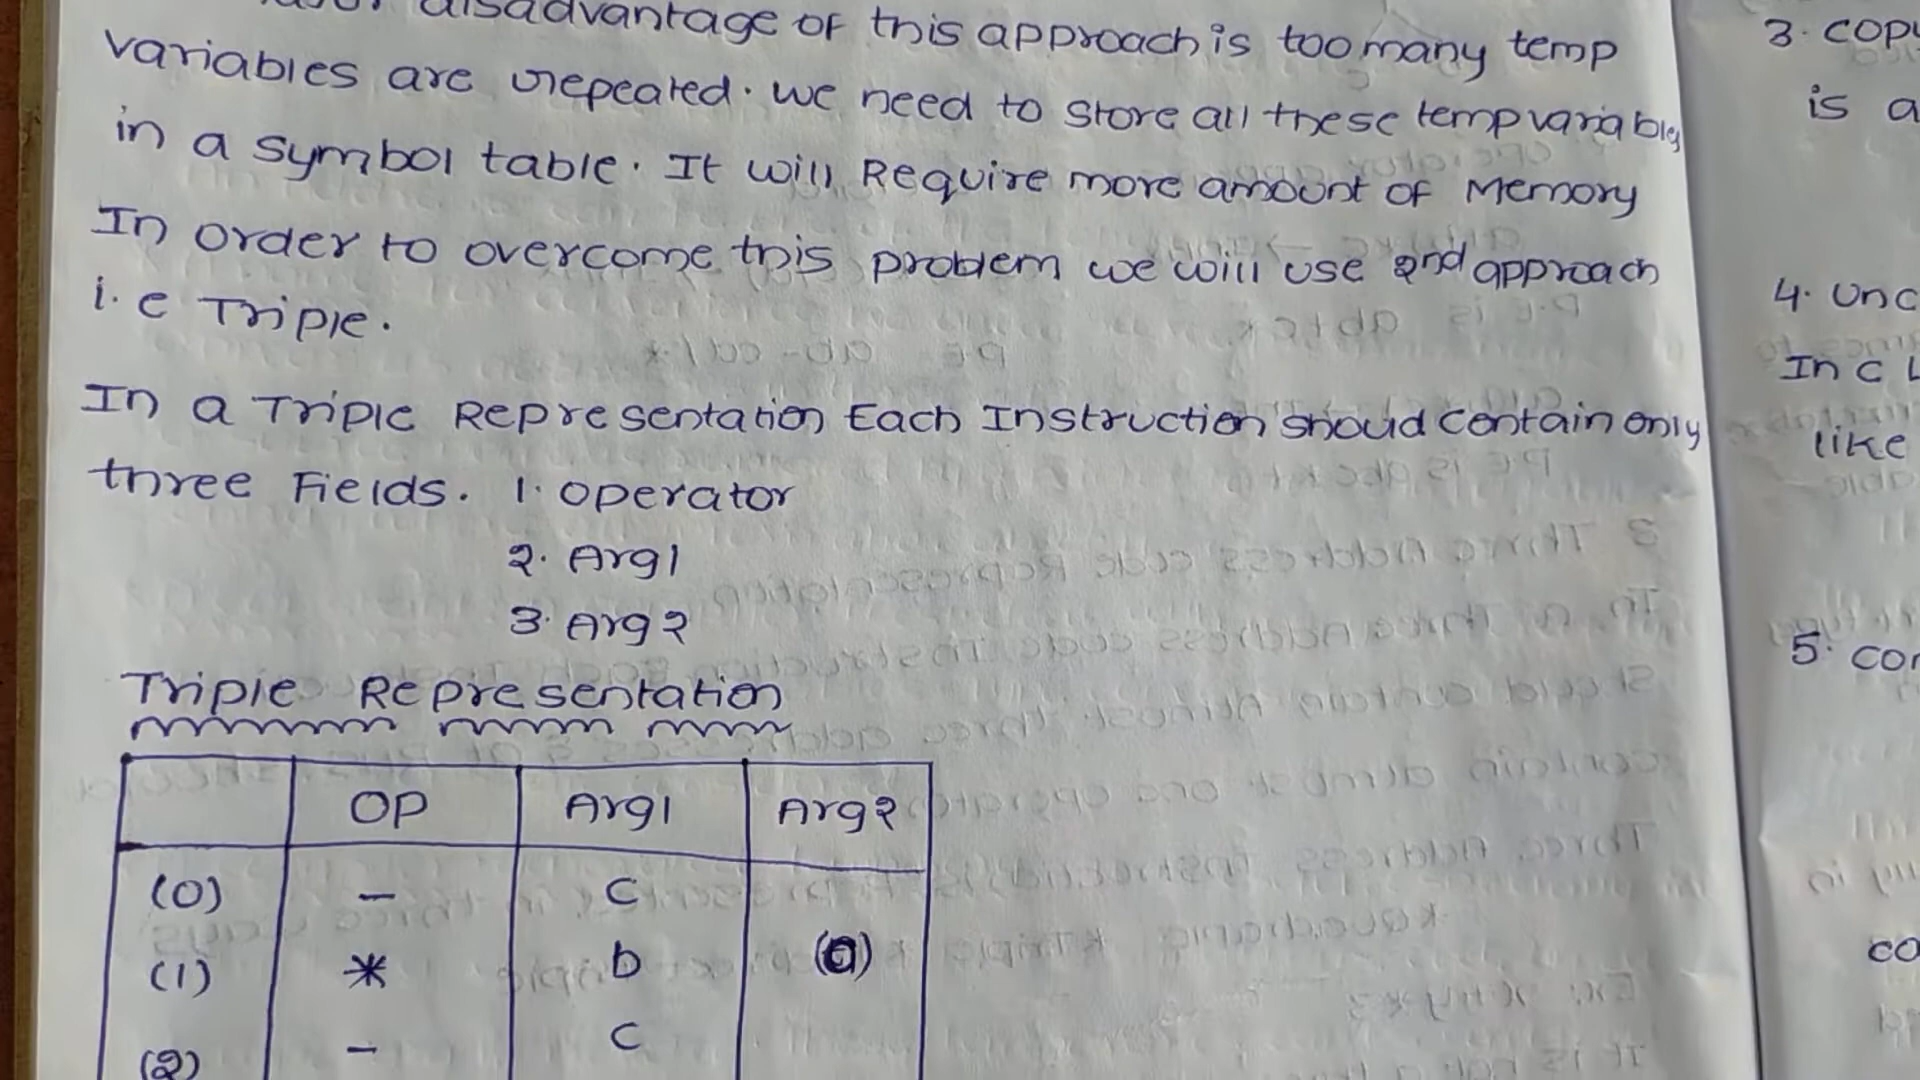 disadvantage of this approach is too many temp
variables are repeated. we need to store all these temp variables
in a symbol table. It will Require more amount of Memory
In order to overcome this problem we will use 2nd approach
i.e Triple.
In a Triple Representation Each Instruction should contain only
three Fields. 1. operator
2. Arg1
3. Arg2
Triple Representation
OP Arg1 Arg2
(0) - c
(1) * b (0)
(2) - c
3. copy
is a
4. Unc
In c
like
5. con
co